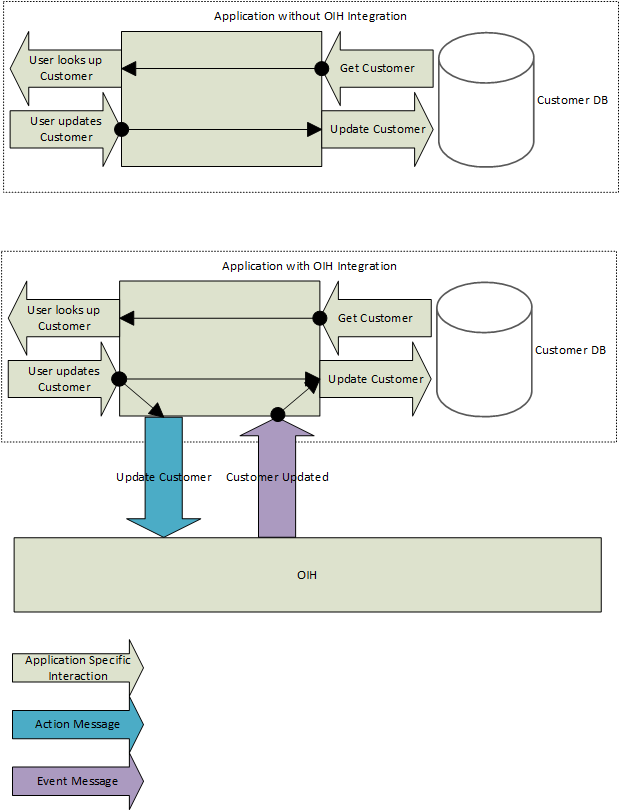 Application without OIH Integration
User looks up
Customer
Get Customer
Customer DB
User updates
Customer
Update Customer
Application with OIH Integration
User looks up
Customer
Get Customer
Customer DB
User updates
Customer
Update Customer
Update Customer
Customer Updated
OIH
Application Specific
Interaction
Action Message
Event Message